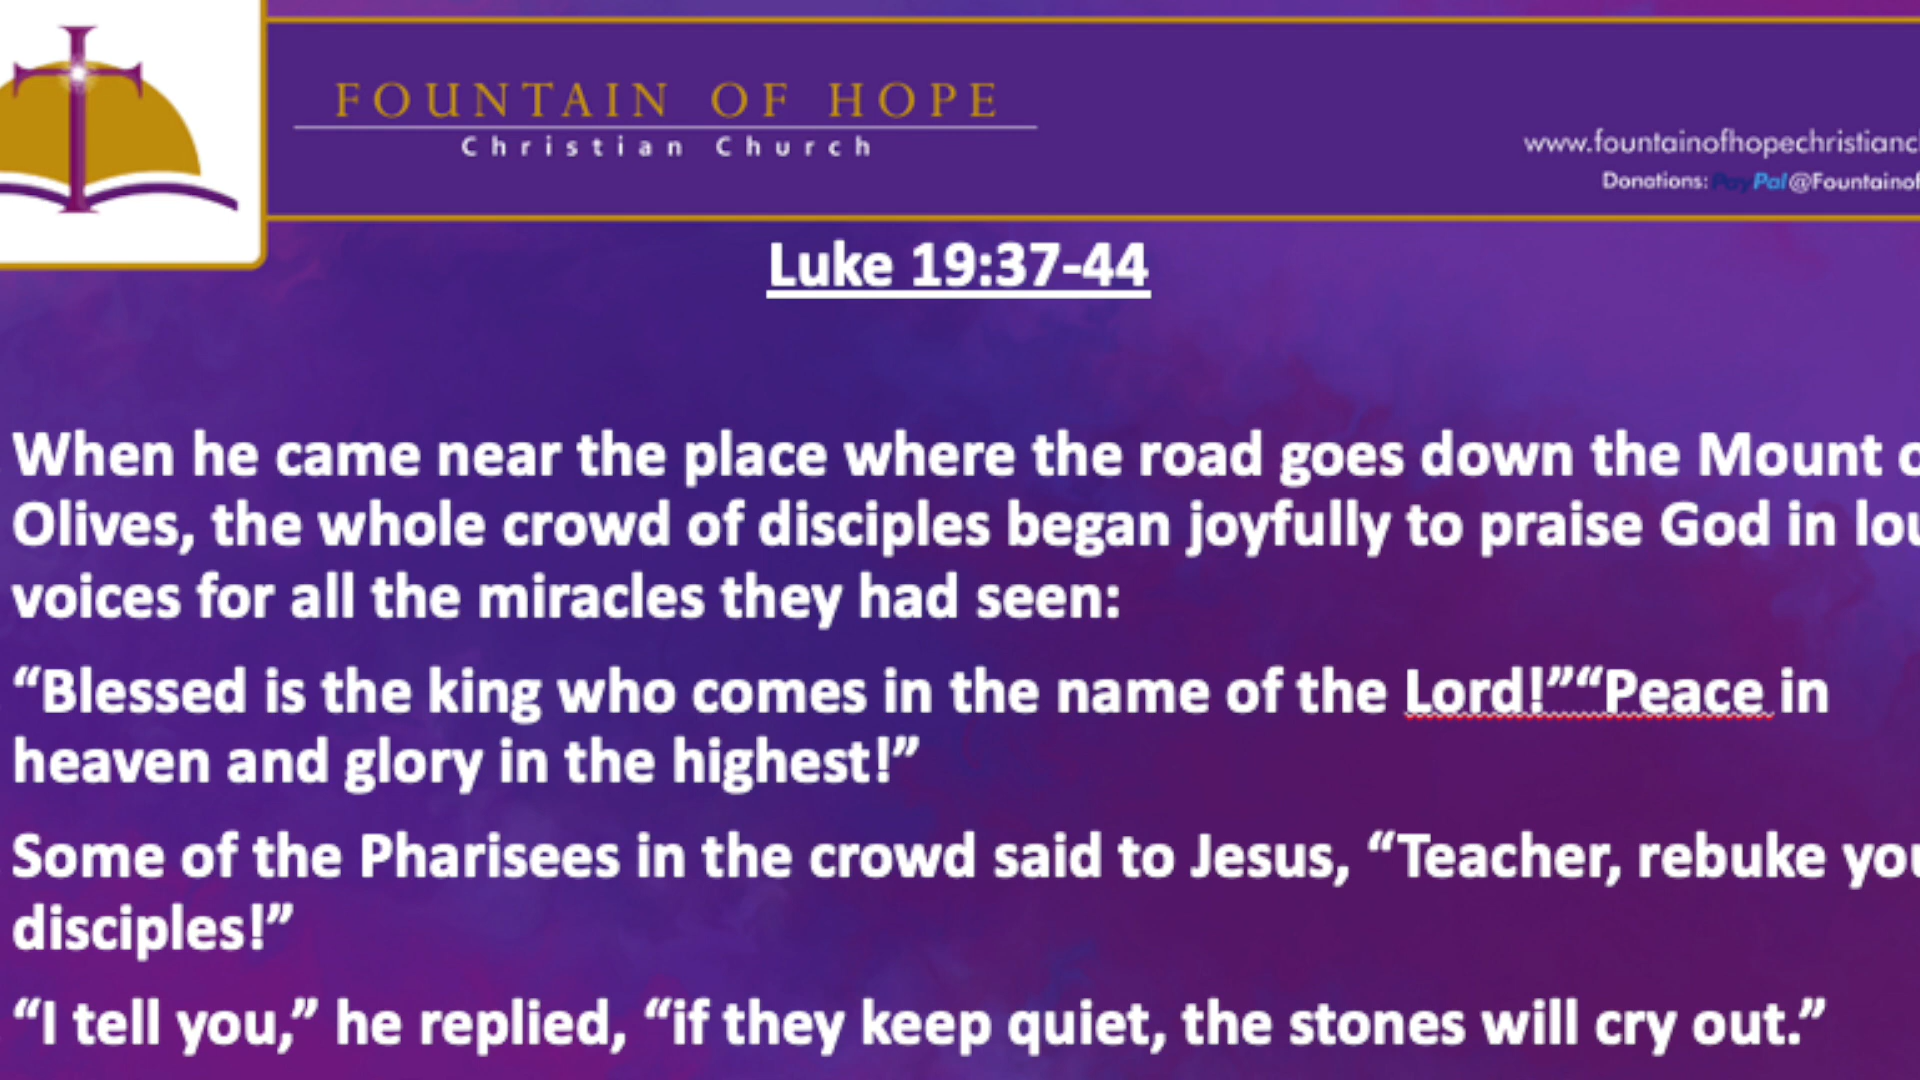 FOUNTAIN OF HOPE
Christian Church
www.fountainofhopechristianc
Donations: PayPal@Fountainof
Luke 19:37-44
When he came near the place where the road goes down the Mount o
Olives, the whole crowd of disciples began joyfully to praise God in lou
voices for all the miracles they had seen:
“Blessed is the king who comes in the name of the Lord!”“Peace in
heaven and glory in the highest!”
Some of the Pharisees in the crowd said to Jesus, “Teacher, rebuke you
disciples!”
“I tell you,” he replied, “if they keep quiet, the stones will cry out.”